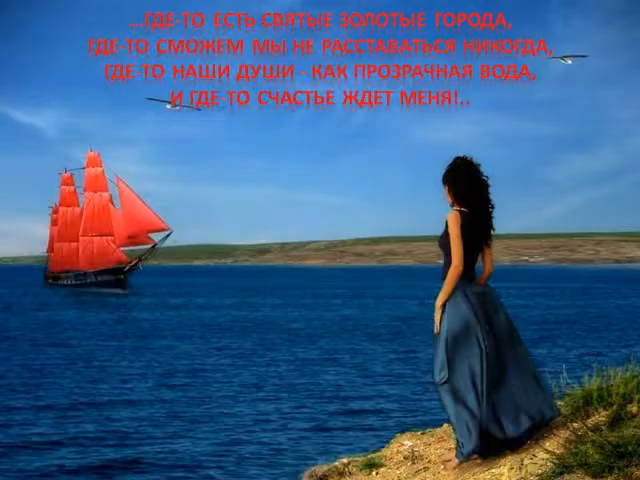 ...ГДЕ-ТО ЕСТЬ СВЯТЫЕ ЗОЛОТЫЕ ГОРОДА,
ГДЕ-ТО СМОЖЕМ МЫ НЕ РАССТАВАТЬСЯ НИКОГДА,
ГДЕ-ТО НАШИ ДУШИ - КАК ПРОЗРАЧНАЯ ВОДА,
И ГДЕ-ТО СЧАСТЬЕ ЖДЕТ МЕНЯ!..